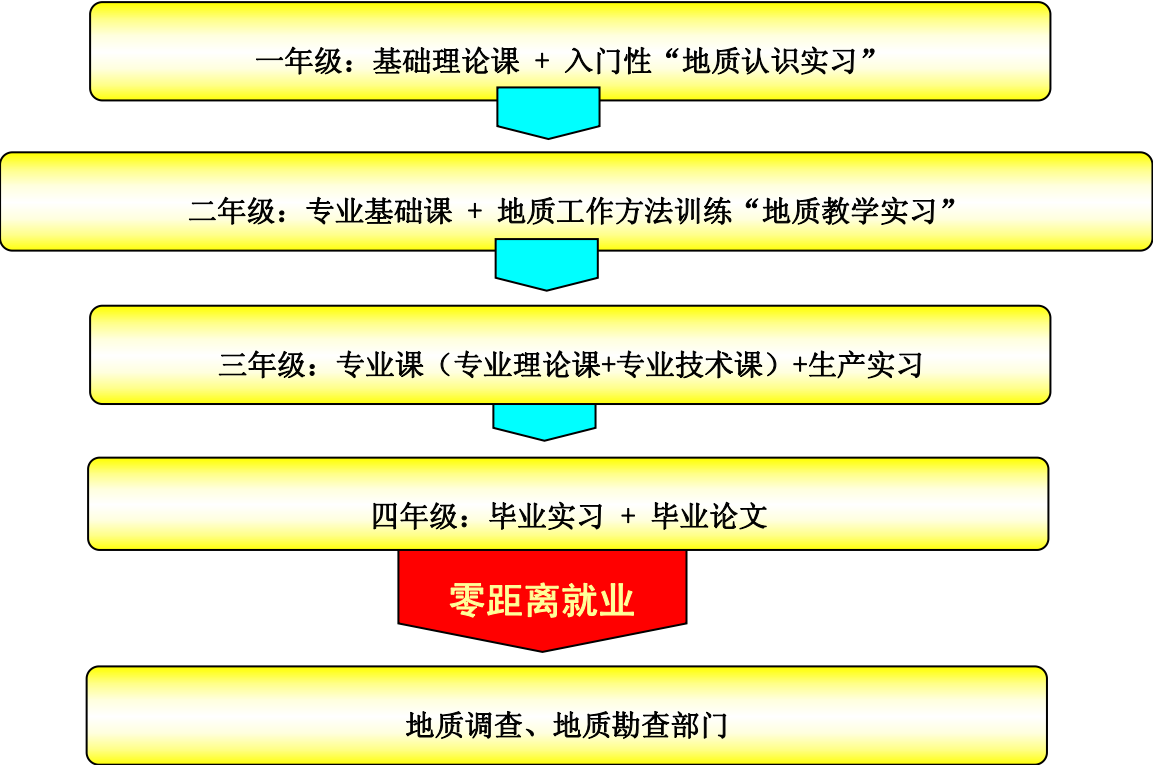 一年级：基础理论课 + 入门性“地质认识实习”
二年级：专业基础课 + 地质工作方法训练“地质教学实习”
三年级：专业课（专业理论课+专业技术课）+生产实习
四年级：毕业实习 + 毕业论文
零距离就业
地质调查、地质勘查部门